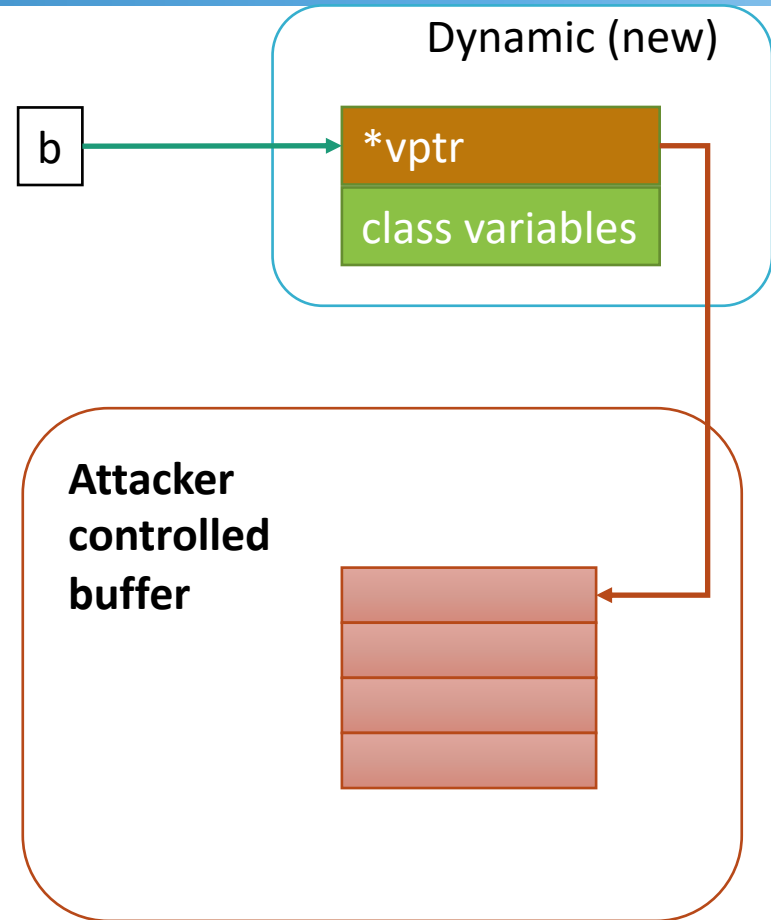 Dynamic (new)
b
*vptr
class variables
Attacker
controlled
buffer